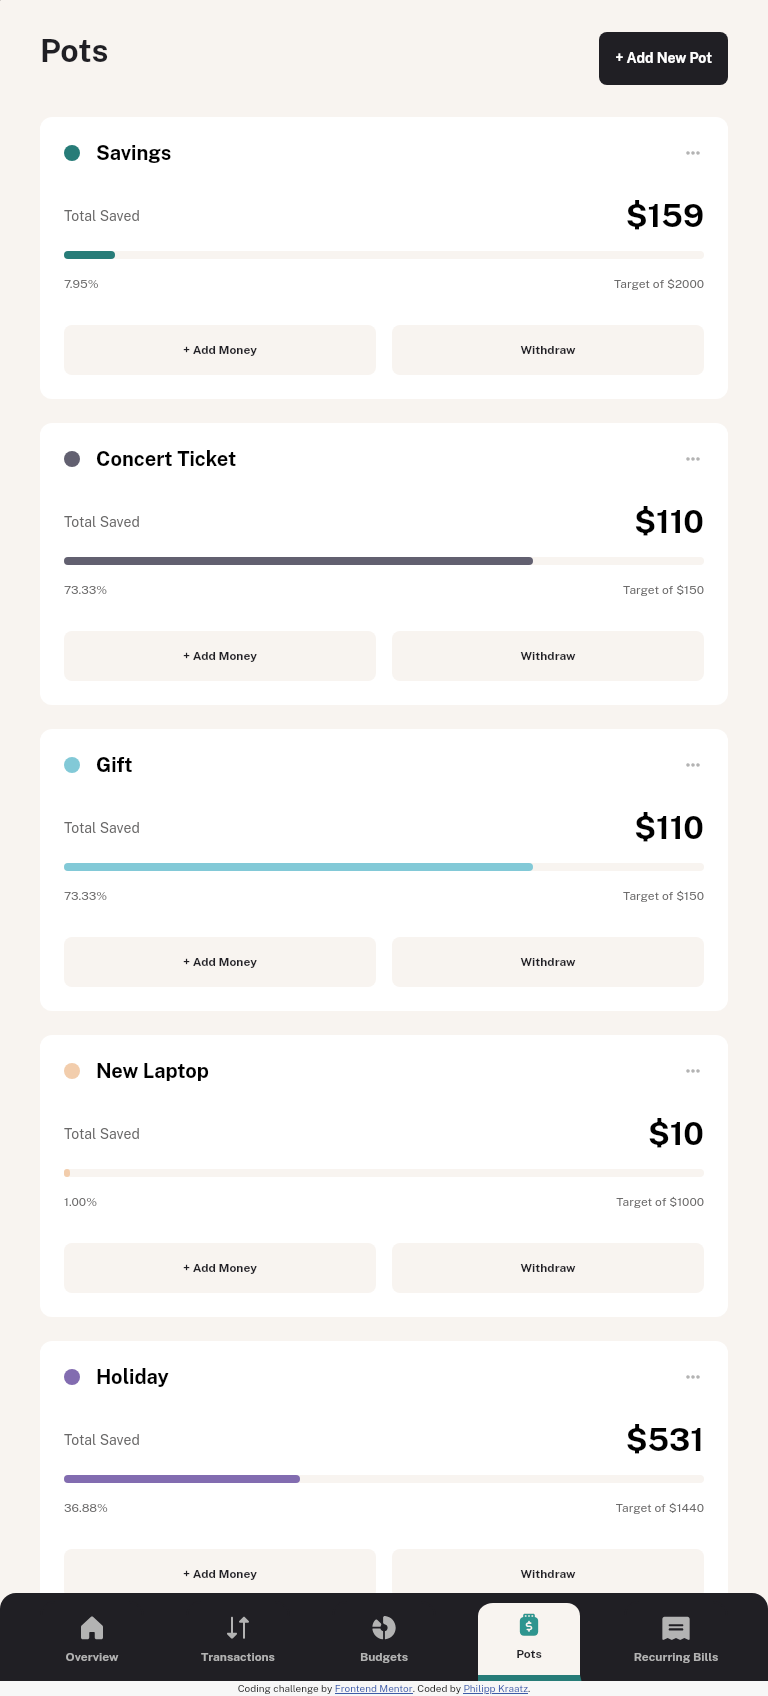 Pots
+ Add New Pot
Savings
Total Saved
$159
7.95%
Target of $2000
+ Add Money
Withdraw
Concert Ticket
Total Saved
$110
73.33%
Target of $150
+ Add Money
Withdraw
Gift
Total Saved
$110
73.33%
Target of $150
+ Add Money
Withdraw
New Laptop
Total Saved
$10
1.00%
Target of $1000
+ Add Money
Withdraw
Holiday
Total Saved
$531
36.88%
Target of $1440
+ Add Money
Withdraw
Overview
Transactions
Budgets
Pots
Recurring Bills
Coding challenge by Frontend Mentor. Coded by Philipp Kraatz.